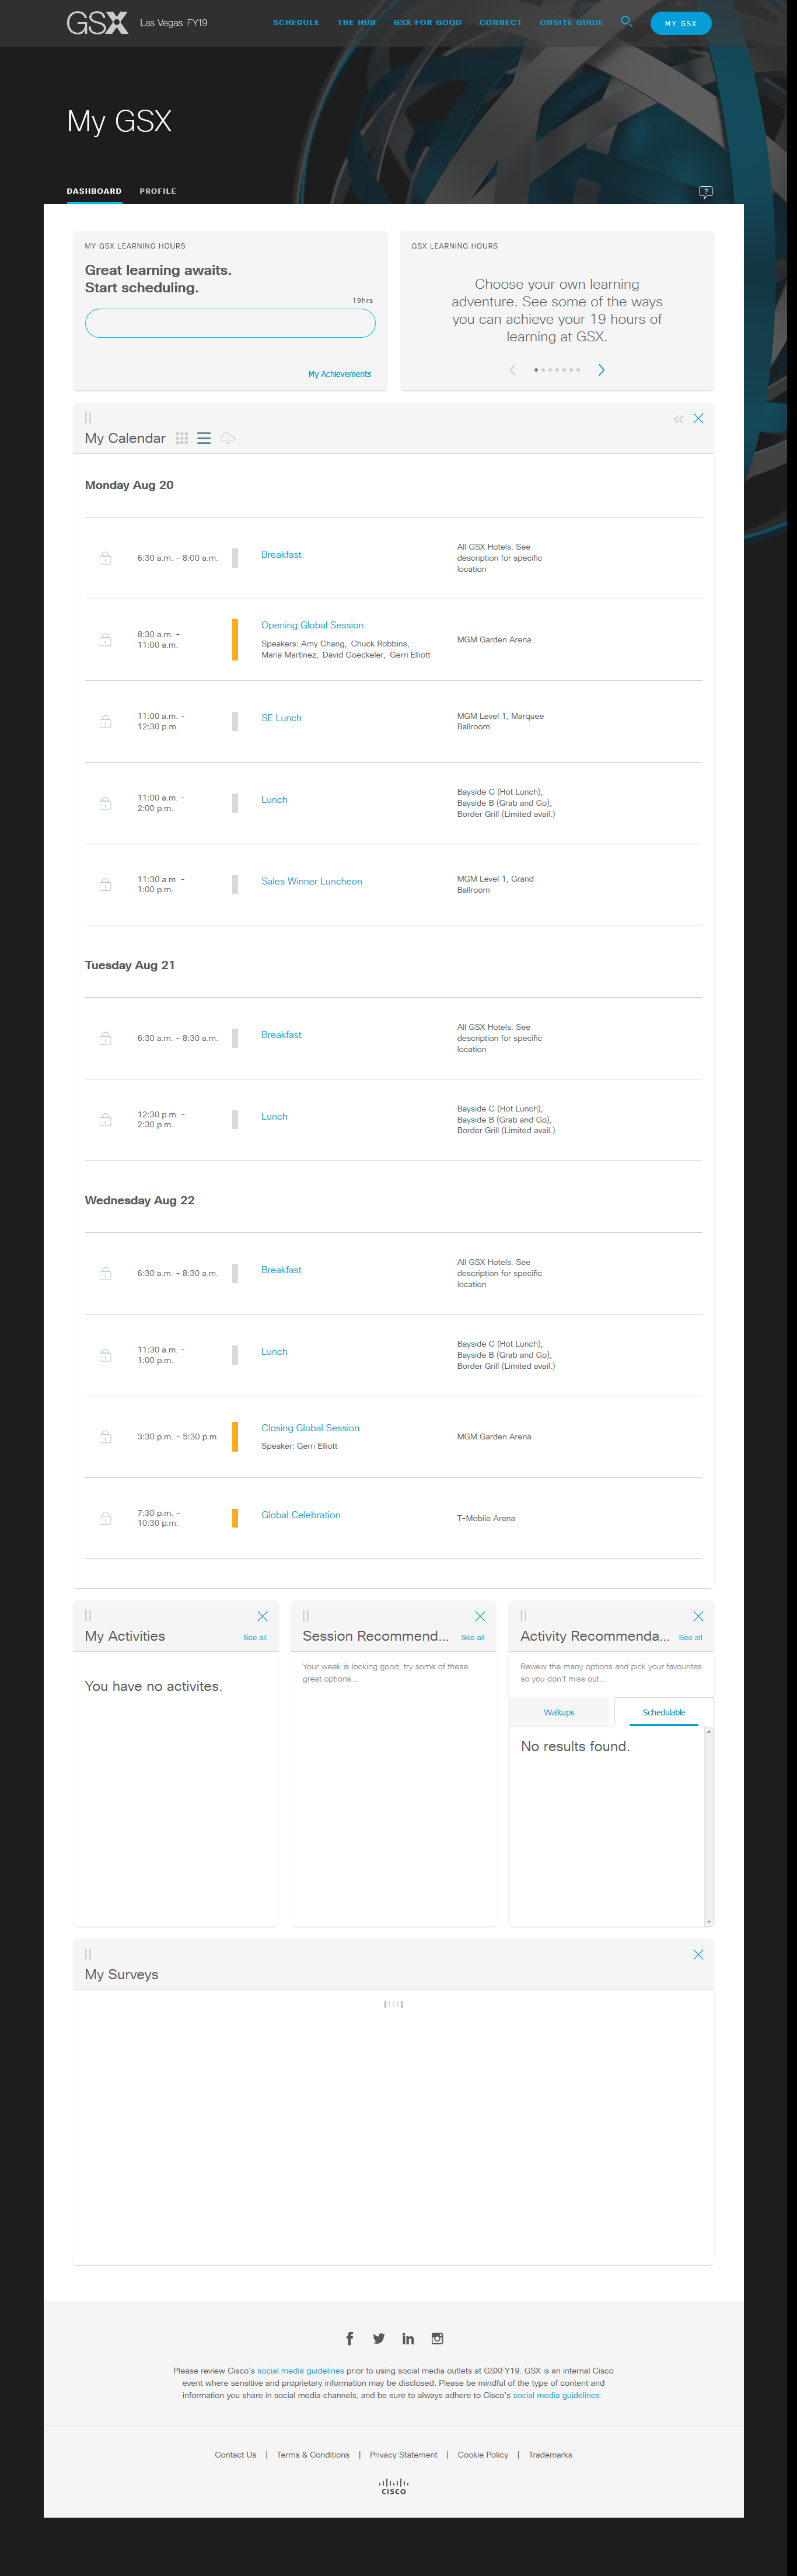 GSX Las Vegas FY19 SCHEDULE THE HUB GSX FOR GOOD CONNECT ONSITE GUIDE MY GSX
My GSX
DASHBOARD PROFILE
?
MY GSX LEARNING HOURS
Great learning awaits.
Start scheduling.
19hrs
My Achievements
GSX LEARNING HOURS
Choose your own learning
adventure. See some of the ways
you can achieve your 19 hours of
learning at GSX.
My Calendar
Monday Aug 20
6:30 a.m. - 8:00 a.m.
Breakfast
All GSX Hotels. See
description for specific
location
8:30 a.m. -
11:00 a.m.
Opening Global Session
Speakers: Amy Chang, Chuck Robbins,
Maria Martinez, David Goeckeler, Gerri Elliott
MGM Garden Arena
11:00 a.m. -
12:30 p.m.
SE Lunch
MGM Level 1, Marquee
Ballroom
11:00 a.m. -
2:00 p.m.
Lunch
Bayside C (Hot Lunch),
Bayside B (Grab and Go),
Border Grill (Limited avail.)
11:30 a.m. -
1:00 p.m.
Sales Winner Luncheon
MGM Level 1, Grand
Ballroom
Tuesday Aug 21
6:30 a.m. - 8:30 a.m.
Breakfast
All GSX Hotels. See
description for specific
location
12:30 p.m. -
2:30 p.m.
Lunch
Bayside C (Hot Lunch),
Bayside B (Grab and Go),
Border Grill (Limited avail.)
Wednesday Aug 22
6:30 a.m. - 8:30 a.m.
Breakfast
All GSX Hotels. See
description for specific
location
11:30 a.m. -
1:00 p.m.
Lunch
Bayside C (Hot Lunch),
Bayside B (Grab and Go),
Border Grill (Limited avail.)
3:30 p.m. - 5:30 p.m.
Closing Global Session
Speaker: Gerri Elliott
MGM Garden Arena
7:30 p.m. -
10:30 p.m.
Global Celebration
T-Mobile Arena
My Activities See all
You have no activites.
Session Recommend... See all
Your week is looking good, try some of these
great options...
Activity Recommenda... See all
Review the many options and pick your favourites
so you don't miss out...
Walkups Schedulable
No results found.
My Surveys
Please review Cisco's social media guidelines prior to using social media outlets at GSXFY19. GSX is an internal Cisco
event where sensitive and proprietary information may be disclosed. Please be mindful of the type of content and
information you share in social media channels, and be sure to always adhere to Cisco's social media guidelines.
Contact Us | Terms & Conditions | Privacy Statement | Cookie Policy | Trademarks
CISCO